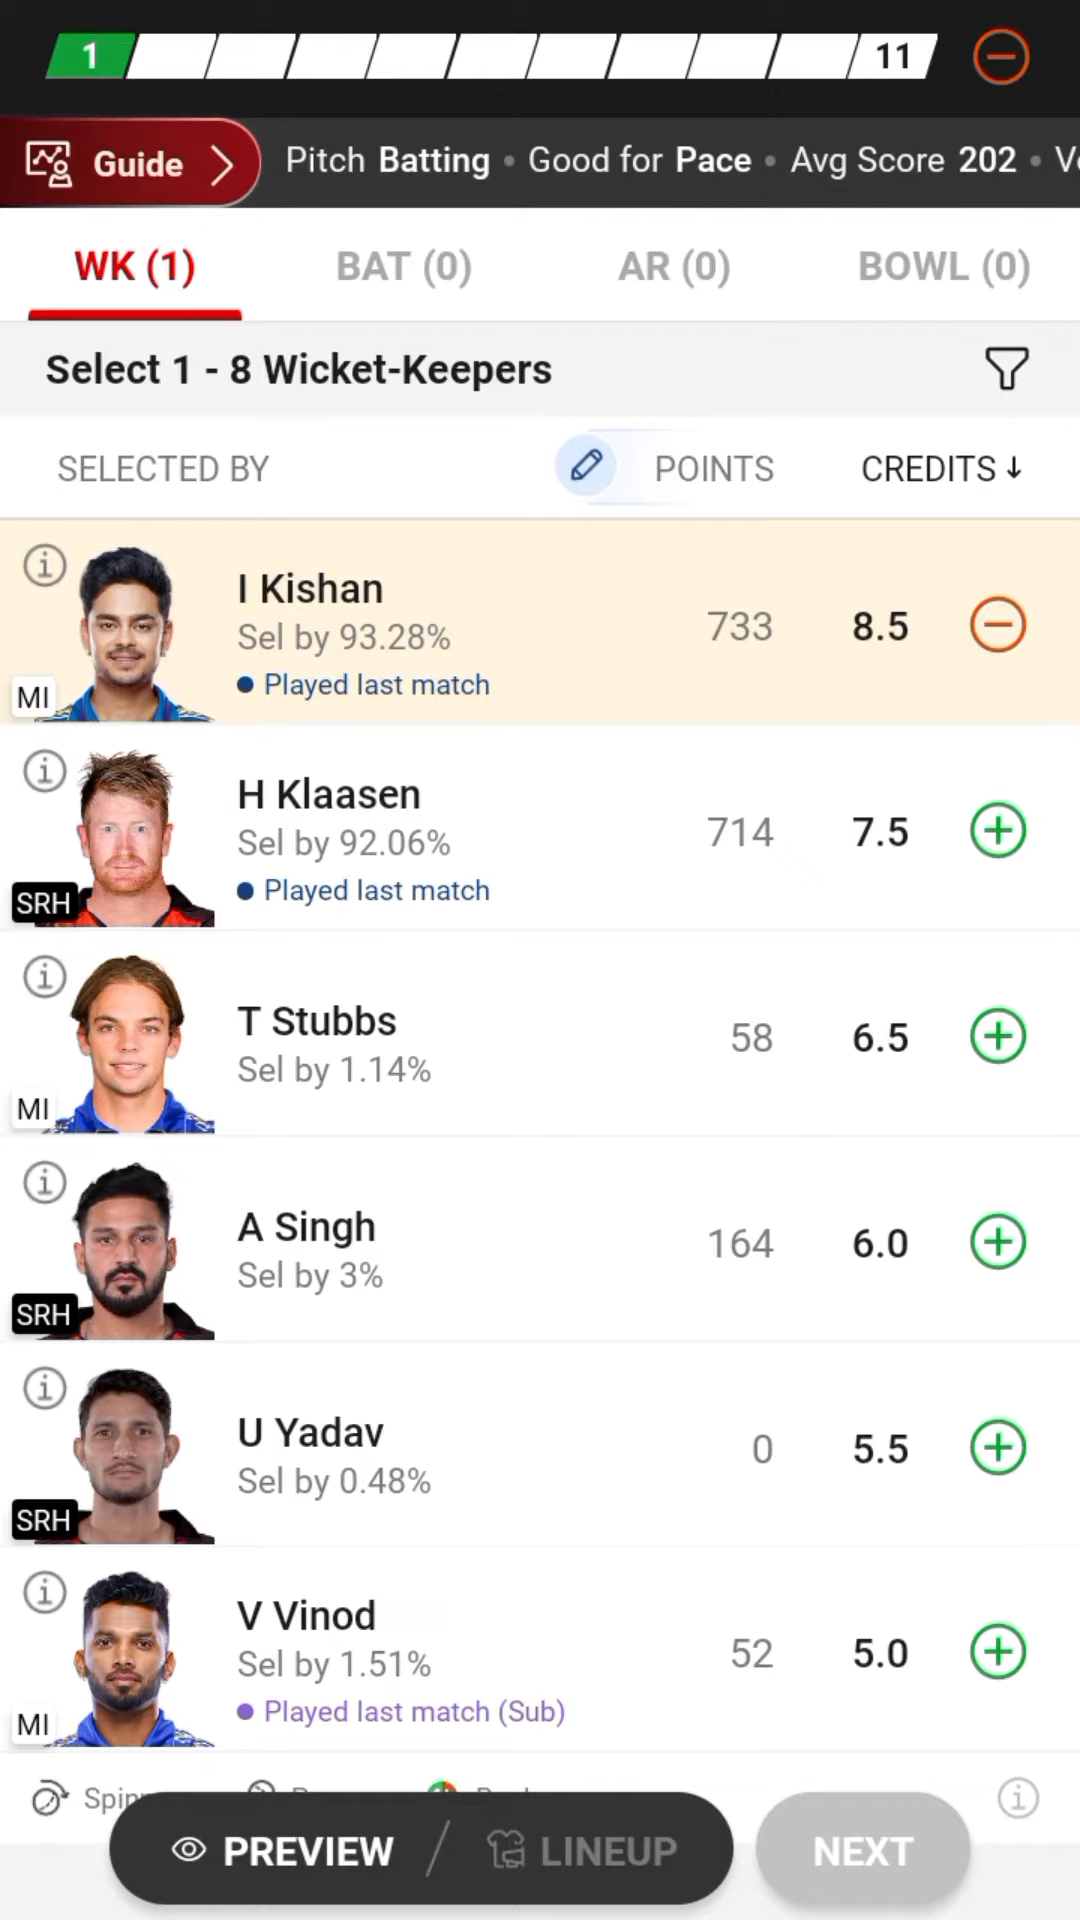 1 11
Guide Pitch Batting • Good for Pace • Avg Score 202 •
WK (1) BAT (0) AR (0) BOWL (0)
Select 1 - 8 Wicket-Keepers
SELECTED BY POINTS CREDITS ↓
I Kishan
Sel by 93.28% 733 8.5
• Played last match
MI
H Klaasen
Sel by 92.06% 714 7.5
• Played last match
SRH
T Stubbs
58 6.5
Sel by 1.14%
MI
A Singh
164 6.0
Sel by 3%
SRH
U Yadav
0 5.5
Sel by 0.48%
SRH
V Vinod
Sel by 1.51% 52 5.0
• Played last match (Sub)
MI
PREVIEW / LINEUP NEXT